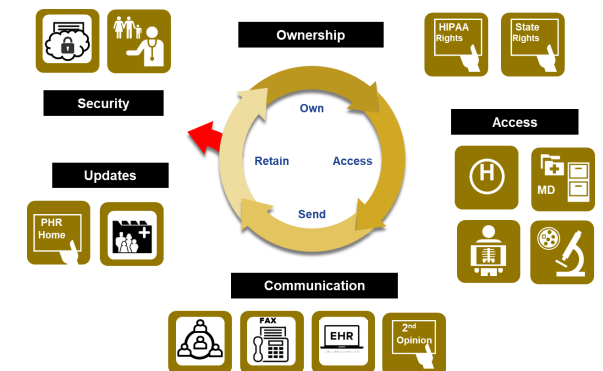 Ownership
HIPAA
Rights
State
Rights
Security
Own
Access
Retain
Access
Updates
H
MD
PHR
Home
Send
Communication
FAX
EHR
2nd
Opinion